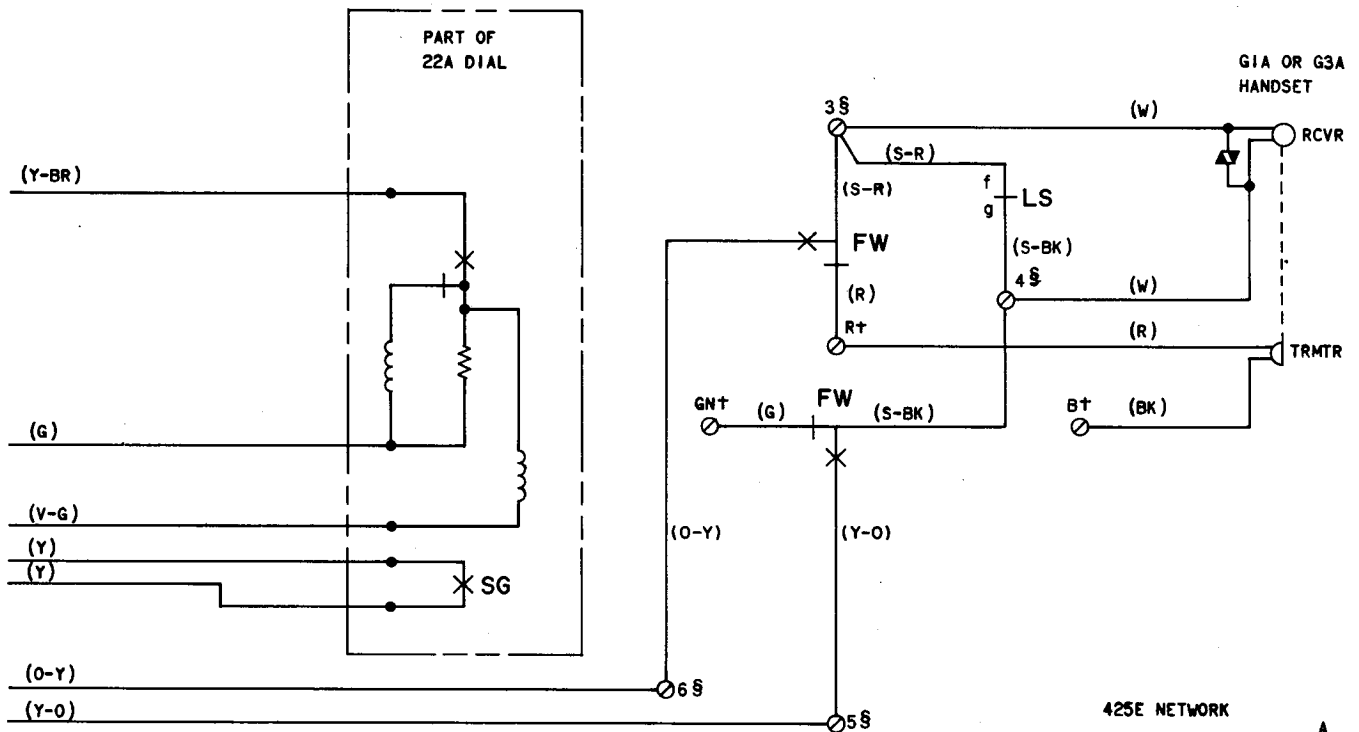 PART OF
22A DIAL
G1A OR G3A
HANDSET
3§
(W)
RCVR
(S-R)
(Y-BR)
(S-R)
f
g
LS
FW
(S-BK)
4§
(R)
(W)
R†
(R)
TRMTR
FW
GN†
(G)
(S-BK)
B†
(BK)
(G)
(V-G)
(O-Y)
(Y-O)
(Y)
(Y)
SG
(O-Y)
6§
(Y-O)
5§
425E NETWORK
A